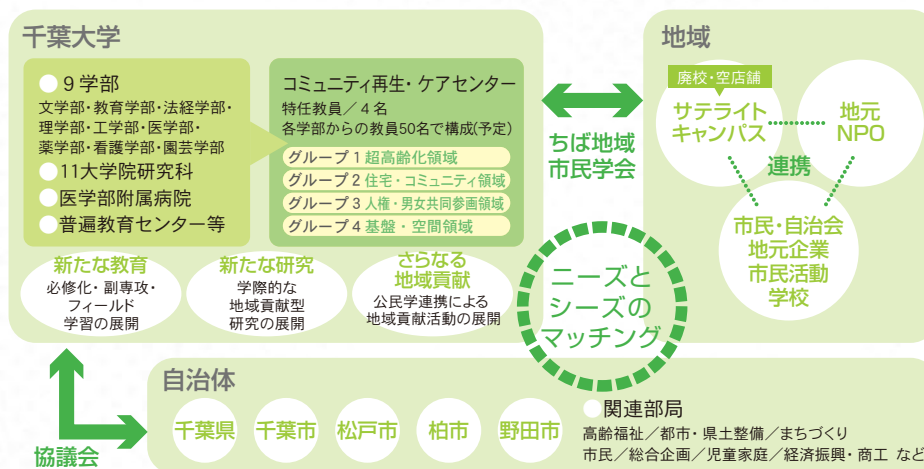 千葉大学
●9学部
文学部・教育学部・法経学部・
理学部・工学部・医学部・
薬学部・看護学部・園芸学部
●11大学院研究科
●医学部附属病院
●普遍教育センター等
コミュニティ再生・ケアセンター
特任教員／4名
各学部からの教員50名で構成(予定)
グループ1 超高齢化領域
グループ2 住宅・コミュニティ領域
グループ3 人権・男女共同参画領域
グループ4 基盤・空間領域
新たな教育
必修化・副専攻・
フィールド
学習の展開
新たな研究
学際的な
地域貢献型
研究の展開
さらなる
地域貢献
公民学連携による
地域貢献活動の展開
ちば地域
市民学会
ニーズと
シーズの
マッチング
地域
廃校・空店舗
サテライト
キャンパス
地元
NPO
連携
市民・自治会
地元企業
市民活動
学校
協議会
自治体
千葉県
千葉市
松戸市
柏市
野田市
●関連部局
高齢福祉／都市・県土整備／まちづくり
市民／総合企画／児童家庭／経済振興・商工 など